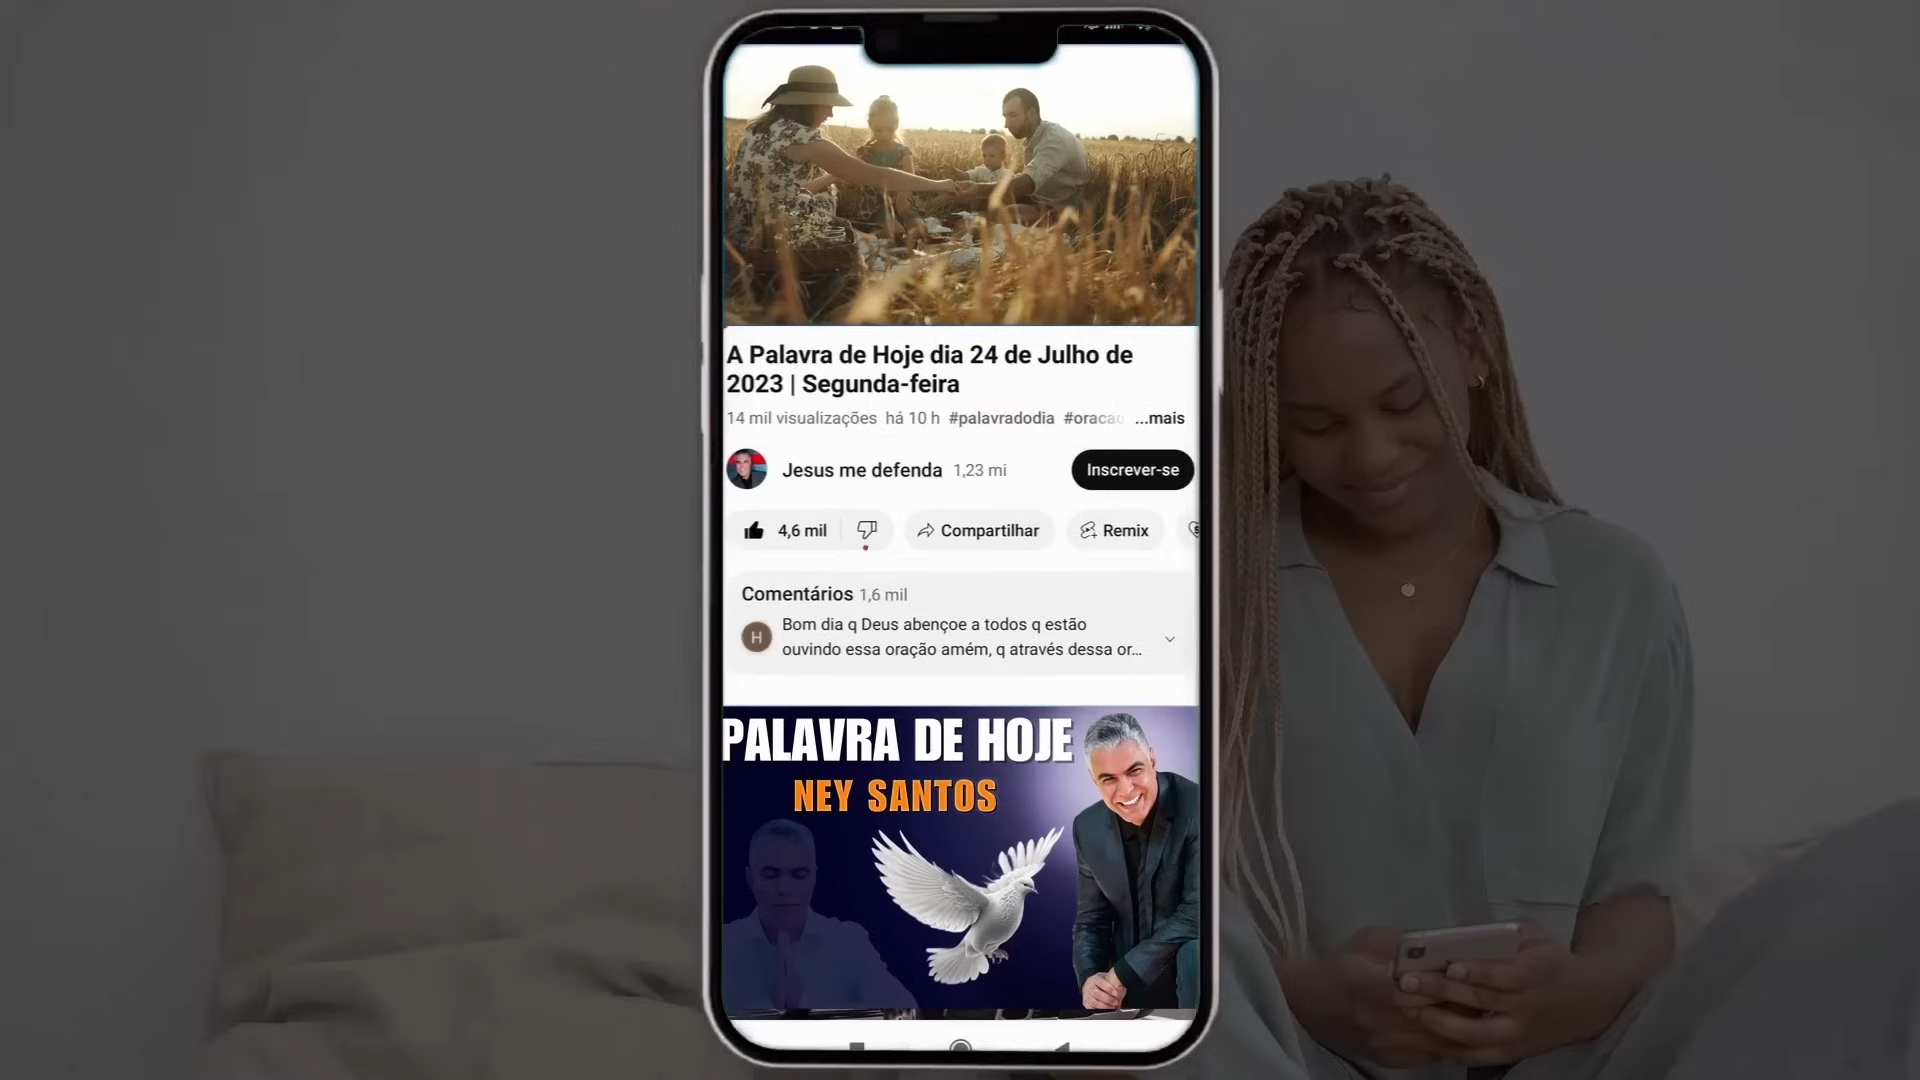 A Palavra de Hoje dia 24 de Julho de
2023 | Segunda-feira
14 mil visualizações há 10 h #palavradodia #oracao ...mais
Jesus me defenda 1,23 mi Inscrever-se
4,6 mil Compartilhar Remix
Comentários 1,6 mil
H
Bom dia q Deus abençoe a todos q estão
ouvindo essa oração amém, q através dessa or...
PALAVRA DE HOJE
NEY SANTOS